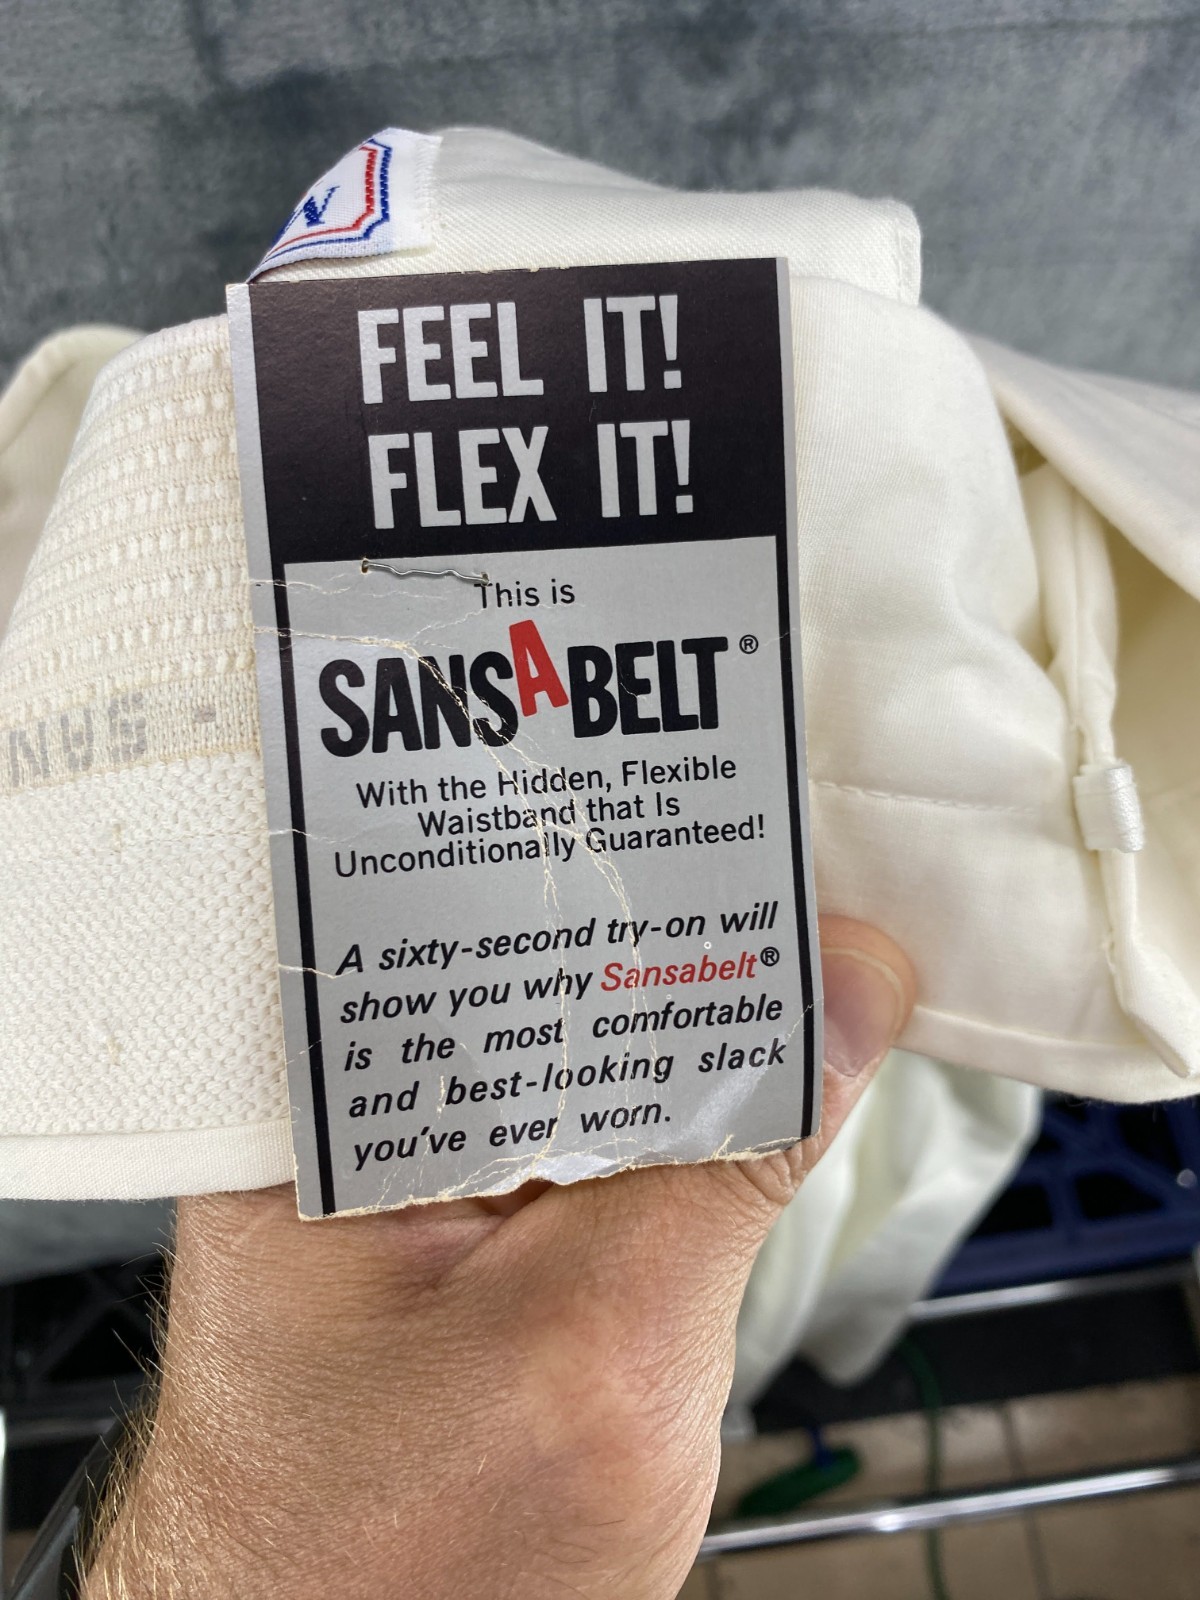 FEEL IT!
FLEX IT!
This is
SANSABELT®
With the Hidden, Flexible
Waistband that Is
Unconditionally Guaranteed!
A sixty-second try-on will
show you why Sansabelt®
is the most comfortable
and best-looking slack
you've ever worn.